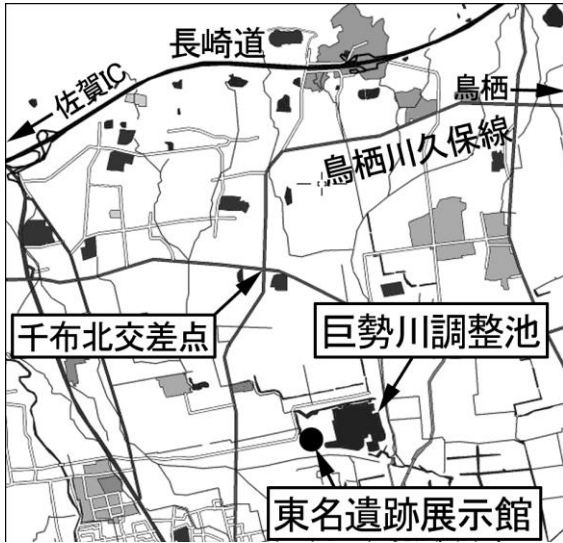 長崎道
佐賀IC
鳥栖
鳥栖川久保線
千布北交差点
巨勢川調整池
東名遺跡展示館